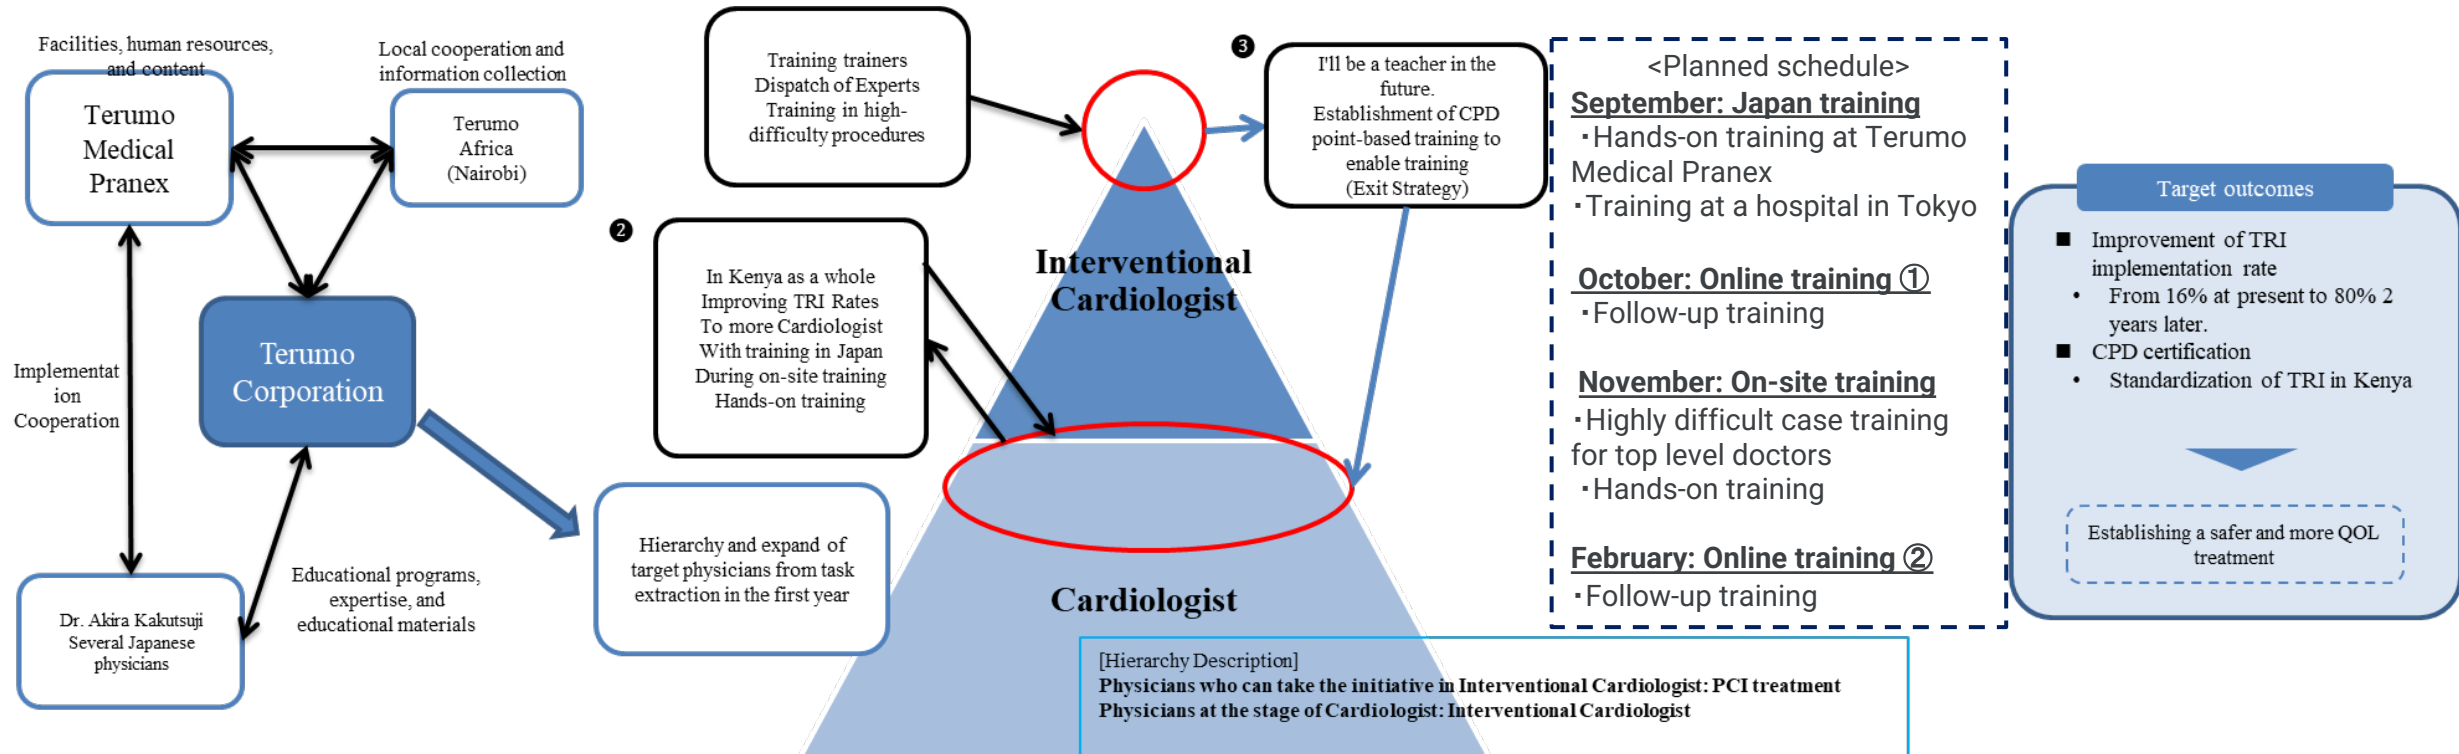 Facilities, human resources,
and content
Terumo
Medical
Pranex
Local cooperation and
information collection
Terumo
Africa
(Nairobi)
Terumo
Corporation
Implementat
ion
Cooperation
Dr. Akira Kakutsuji
Several Japanese
physicians
Educational programs,
expertise, and
educational materials
Training trainers
Dispatch of Experts
Training in high-
difficulty procedures
❷
In Kenya as a whole
Improving TRI Rates
To more Cardiologist
With training in Japan
During on-site training
Hands-on training
Hierarchy and expand of
target physicians from task
extraction in the first year
❸
I'll be a teacher in the
future.
Establishment of CPD
point-based training to
enable training
(Exit Strategy)
Interventional
Cardiologist
Cardiologist
[Hierarchy Description]
Physicians who can take the initiative in Interventional Cardiologist: PCI treatment
Physicians at the stage of Cardiologist: Interventional Cardiologist
<Planned schedule>
September: Japan training
・Hands-on training at Terumo
Medical Pranex
・Training at a hospital in Tokyo
October: Online training ①
・Follow-up training
November: On-site training
・Highly difficult case training
for top level doctors
・Hands-on training
February: Online training ②
・Follow-up training
Target outcomes
■ Improvement of TRI
implementation rate
• From 16% at present to 80% 2
years later.
■ CPD certification
• Standardization of TRI in Kenya
Establishing a safer and more QOL
treatment